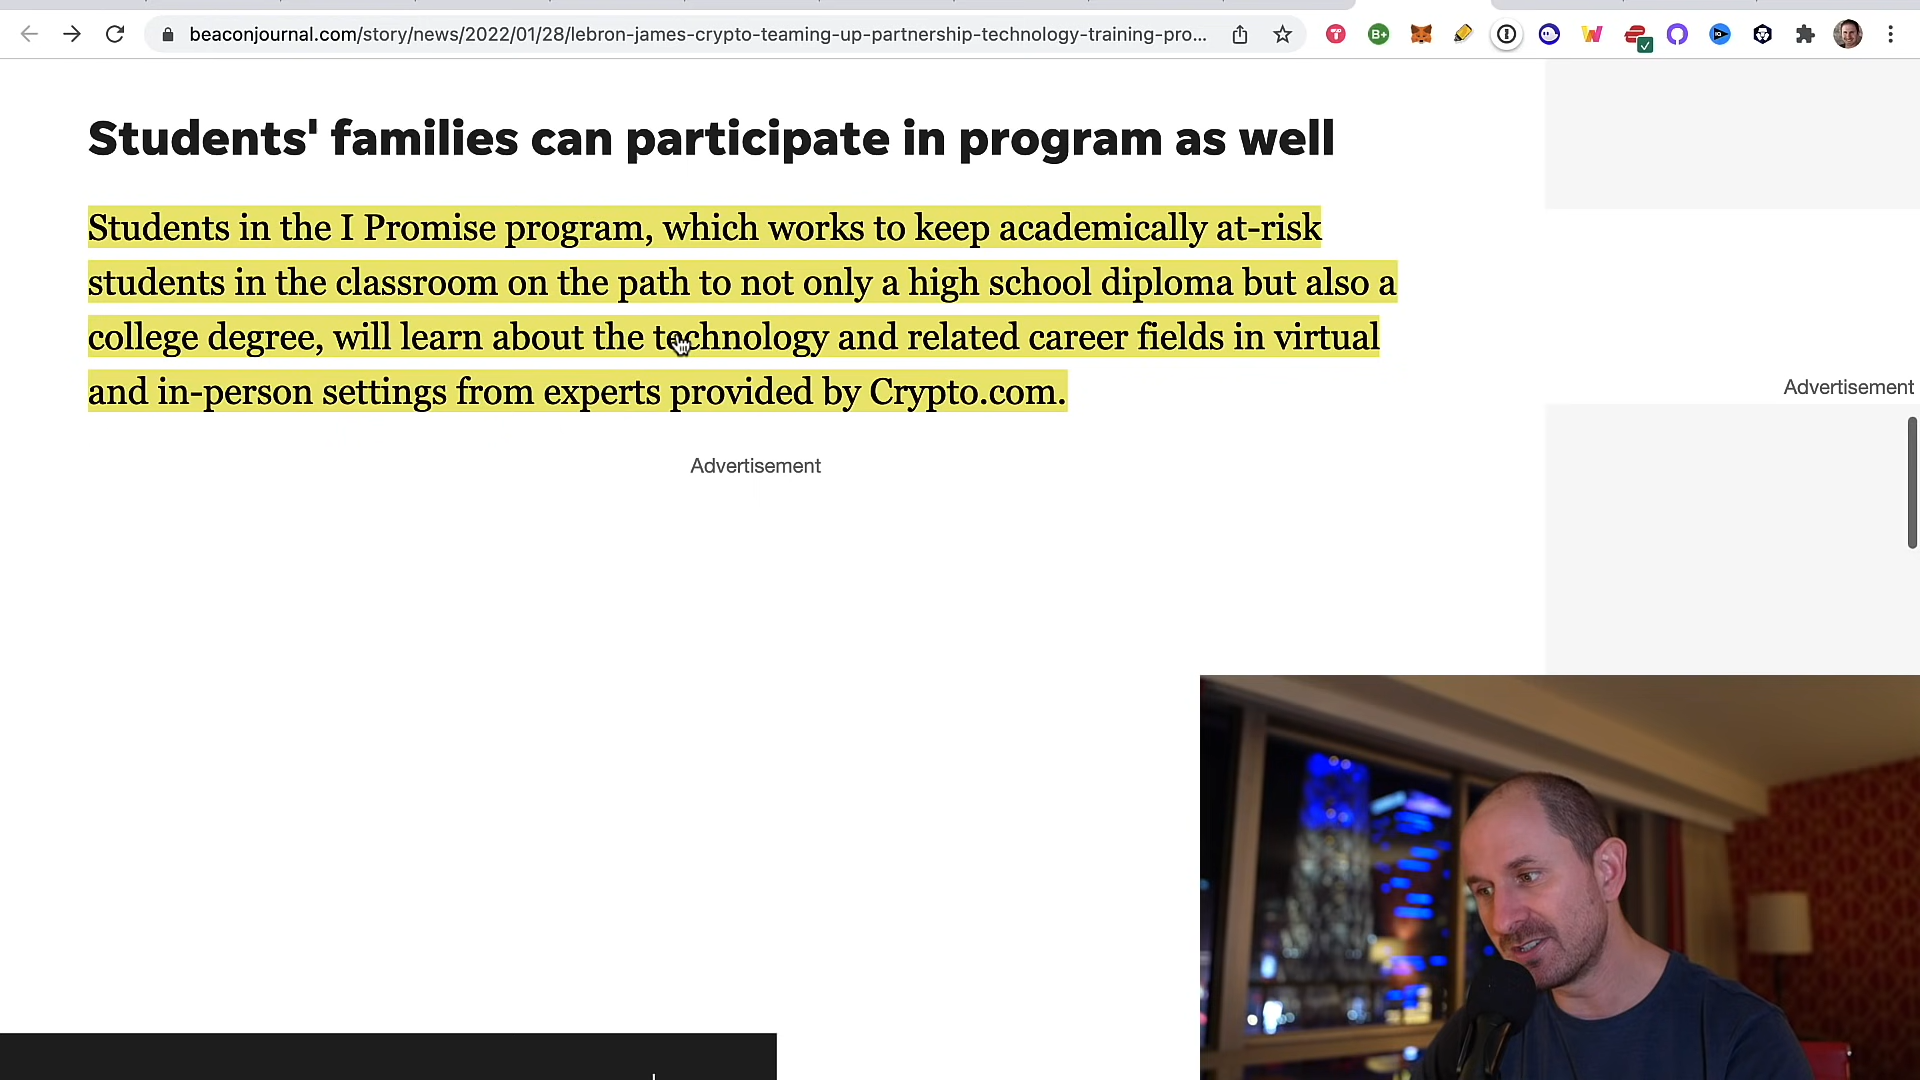 beaconjournal.com/story/news/2022/01/28/lebron-james-crypto-teaming-up-partnership-technology-training-pro...
Students' families can participate in program as well
Students in the I Promise program, which works to keep academically at-risk
students in the classroom on the path to not only a high school diploma but also a
college degree, will learn about the technology and related career fields in virtual
and in-person settings from experts provided by Crypto.com.
Advertisement
Advertisement